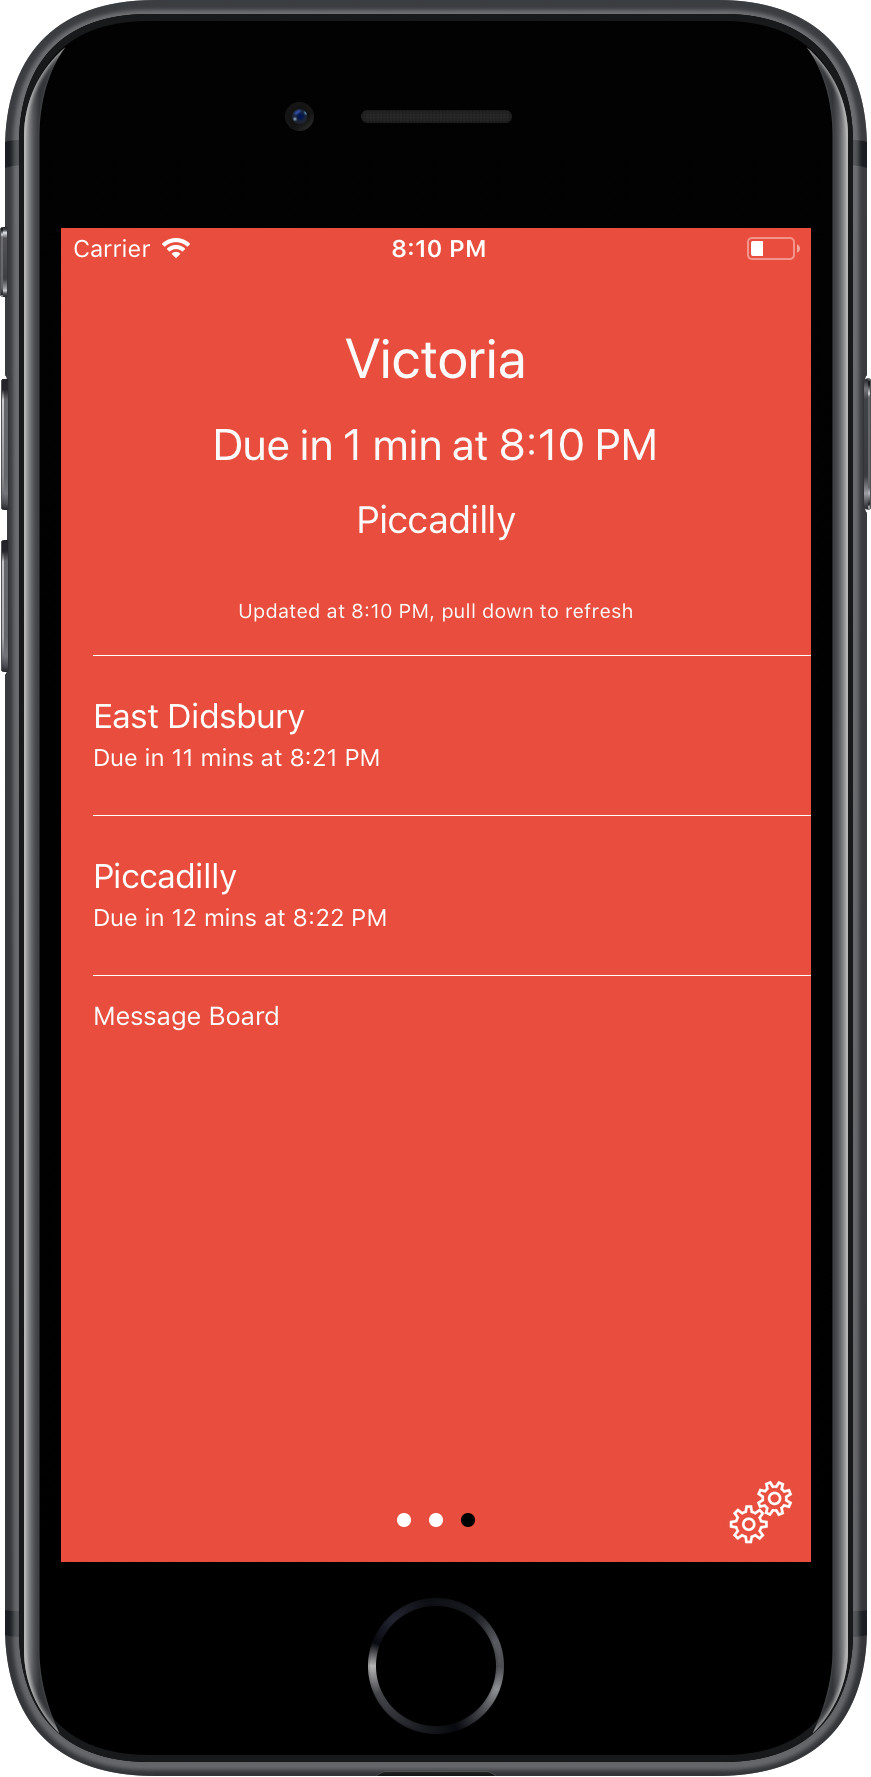 Carrier 8:10 PM
Victoria
Due in 1 min at 8:10 PM
Piccadilly
Updated at 8:10 PM, pull down to refresh
East Didsbury
Due in 11 mins at 8:21 PM
Piccadilly
Due in 12 mins at 8:22 PM
Message Board